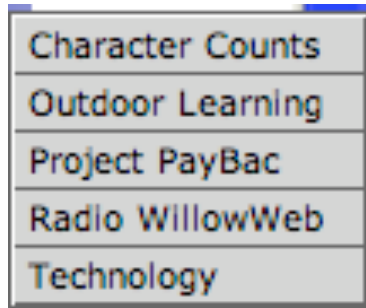 Character Counts
Outdoor Learning
Project PayBac
Radio WillowWeb
Technology